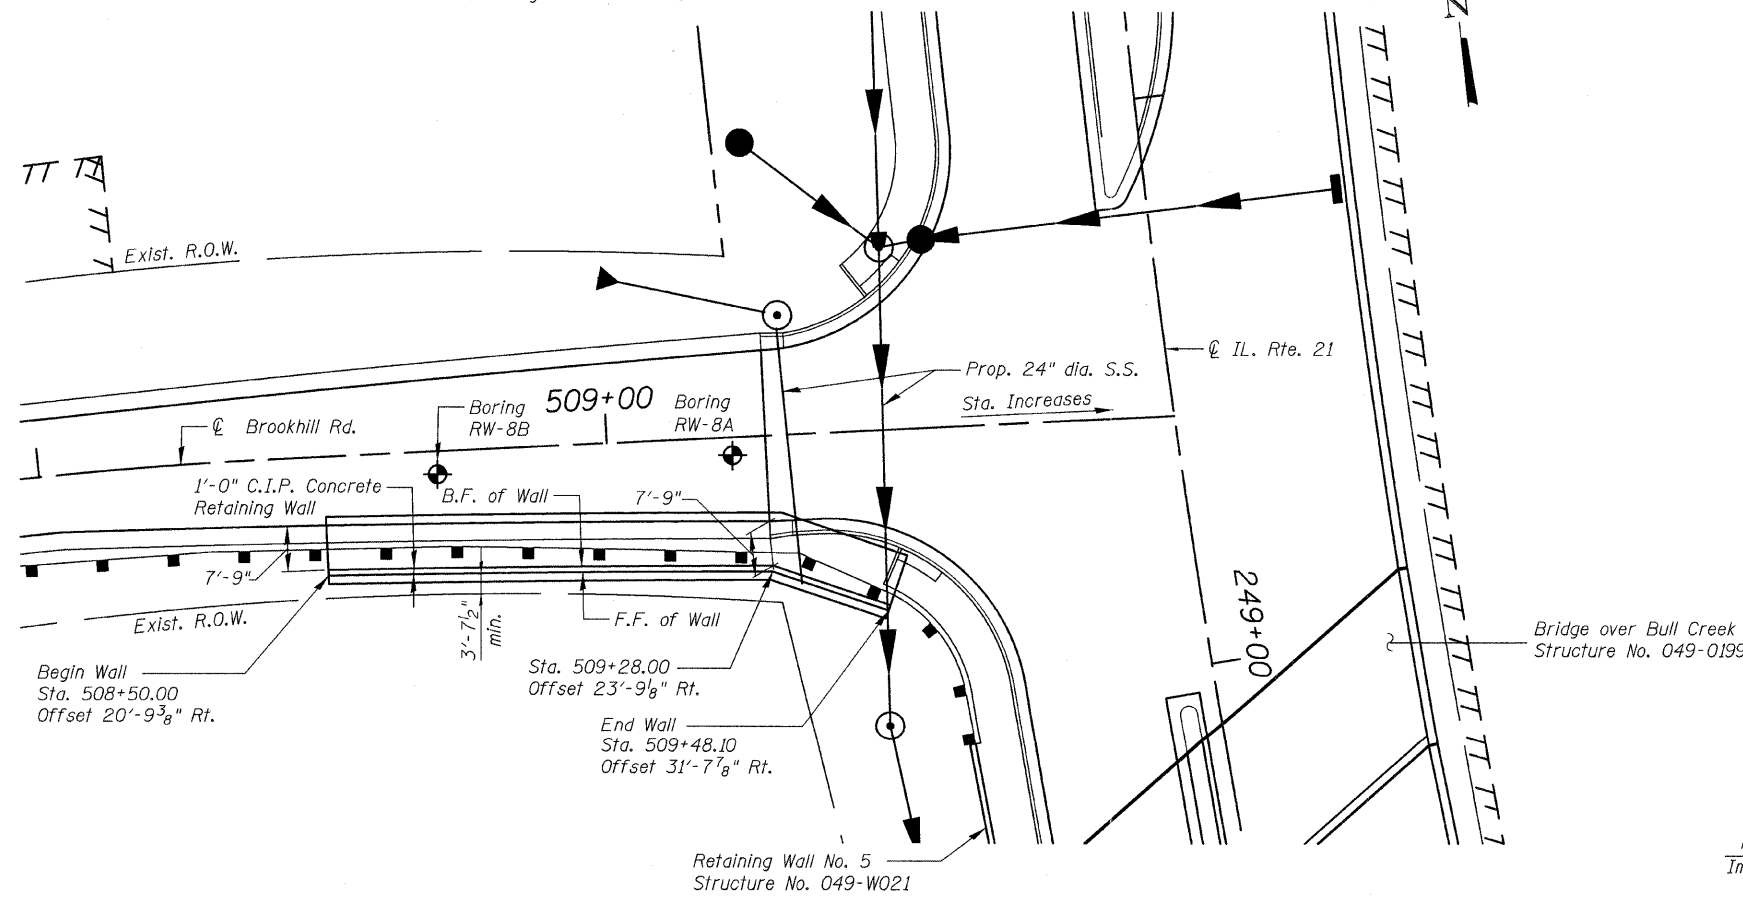 Exist. R.O.W.
℄ IL. Rte. 21
Prop. 24" dia. S.S.
Sta. Increases
Boring
RW-8B
509+00
Boring
RW-8A
℄ Brookhill Rd.
1'-0" C.I.P. Concrete
Retaining Wall
B.F. of Wall
7'-9"
7'-9"
Exist. R.O.W.
3'-7½"
min.
F.F. of Wall
249+00
Bridge over Bull Creek
Structure No. 049-0199
Begin Wall
Sta. 508+50.00
Offset 20'-9⅜" Rt.
Sta. 509+28.00
Offset 23'-9⅛" Rt.
End Wall
Sta. 509+48.10
Offset 31'-7⅞" Rt.
Retaining Wall No. 5
Structure No. 049-W021